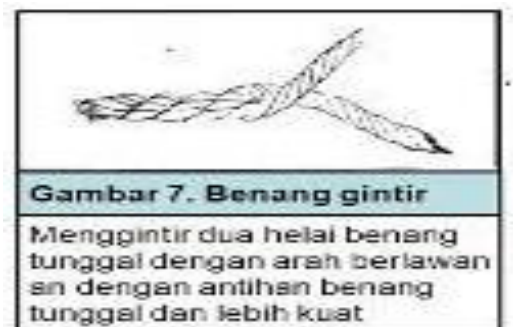 Gambar 7. Benang gintir
Menggintir dua helai benang
tunggal dengan arah berlawan
an dengan antihan benang
tunggal dan lebih kuat